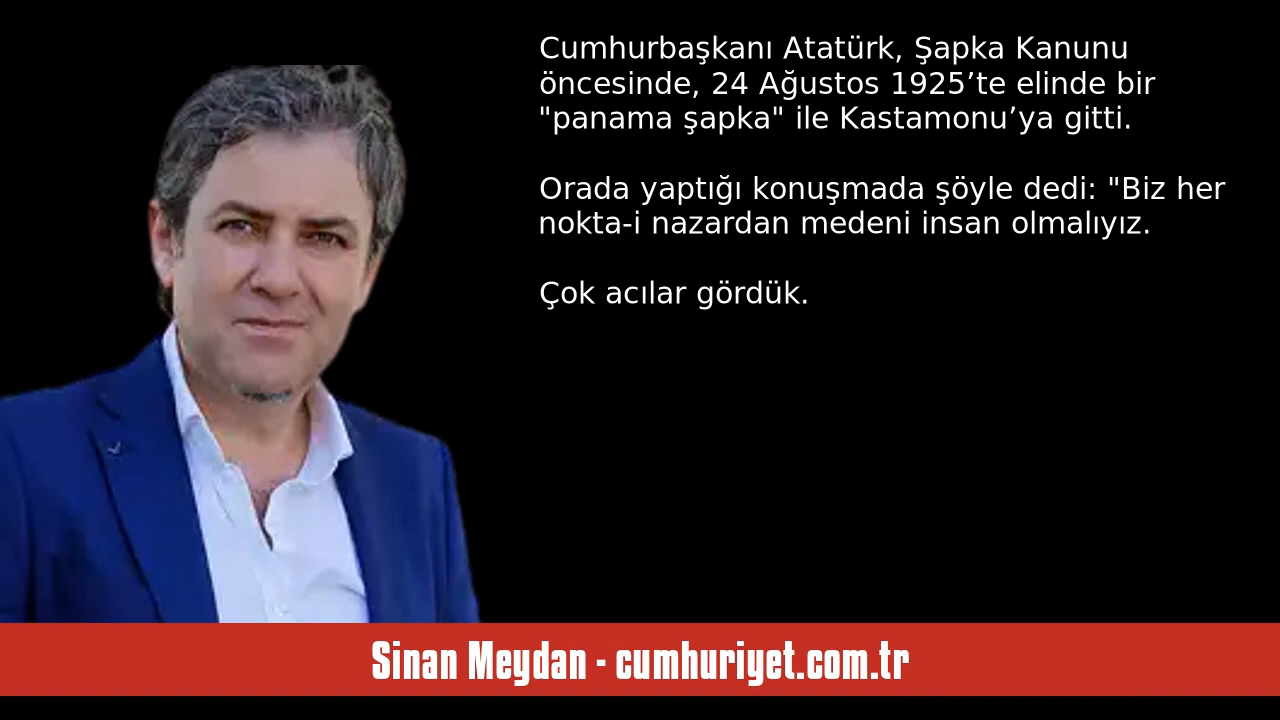 Cumhurbaşkanı Atatürk, Şapka Kanunu
öncesinde, 24 Ağustos 1925’te elinde bir
"panama şapka" ile Kastamonu’ya gitti.
Orada yaptığı konuşmada şöyle dedi: "Biz her
nokta-i nazardan medeni insan olmalıyız.
Çok acılar gördük.
Sinan Meydan - cumhuriyet.com.tr